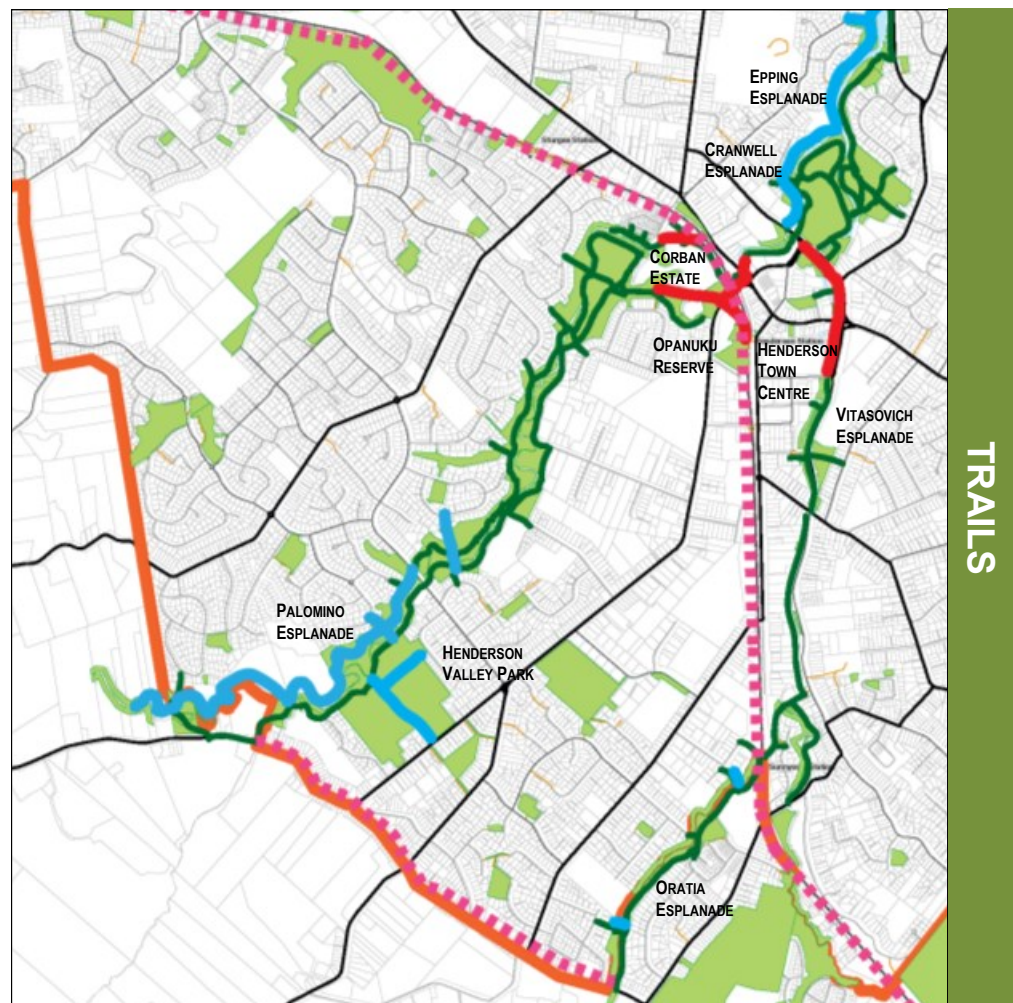 EPPING
ESPLANADE
CRANWELL
ESPLANADE
CORBAN
ESTATE
OPANUKU
RESERVE
HENDERSON
TOWN
CENTRE
VITASOVICH
ESPLANADE
PALOMINO
ESPLANADE
HENDERSON
VALLEY PARK
ORATIA
ESPLANADE
TRAILS